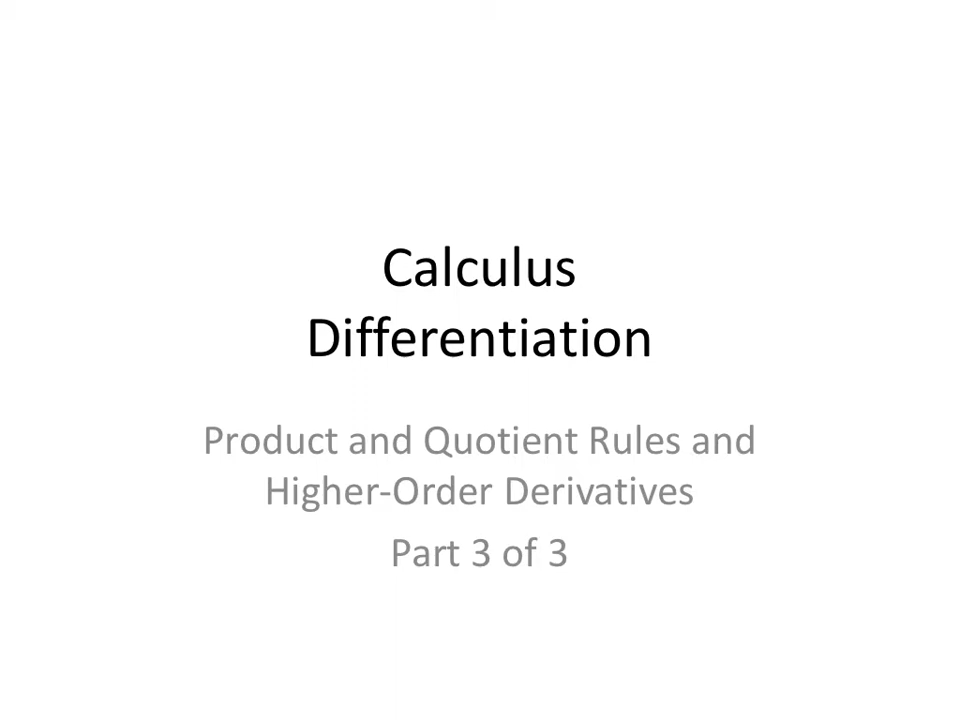 Calculus
Differentiation
Product and Quotient Rules and
Higher-Order Derivatives
Part 3 of 3